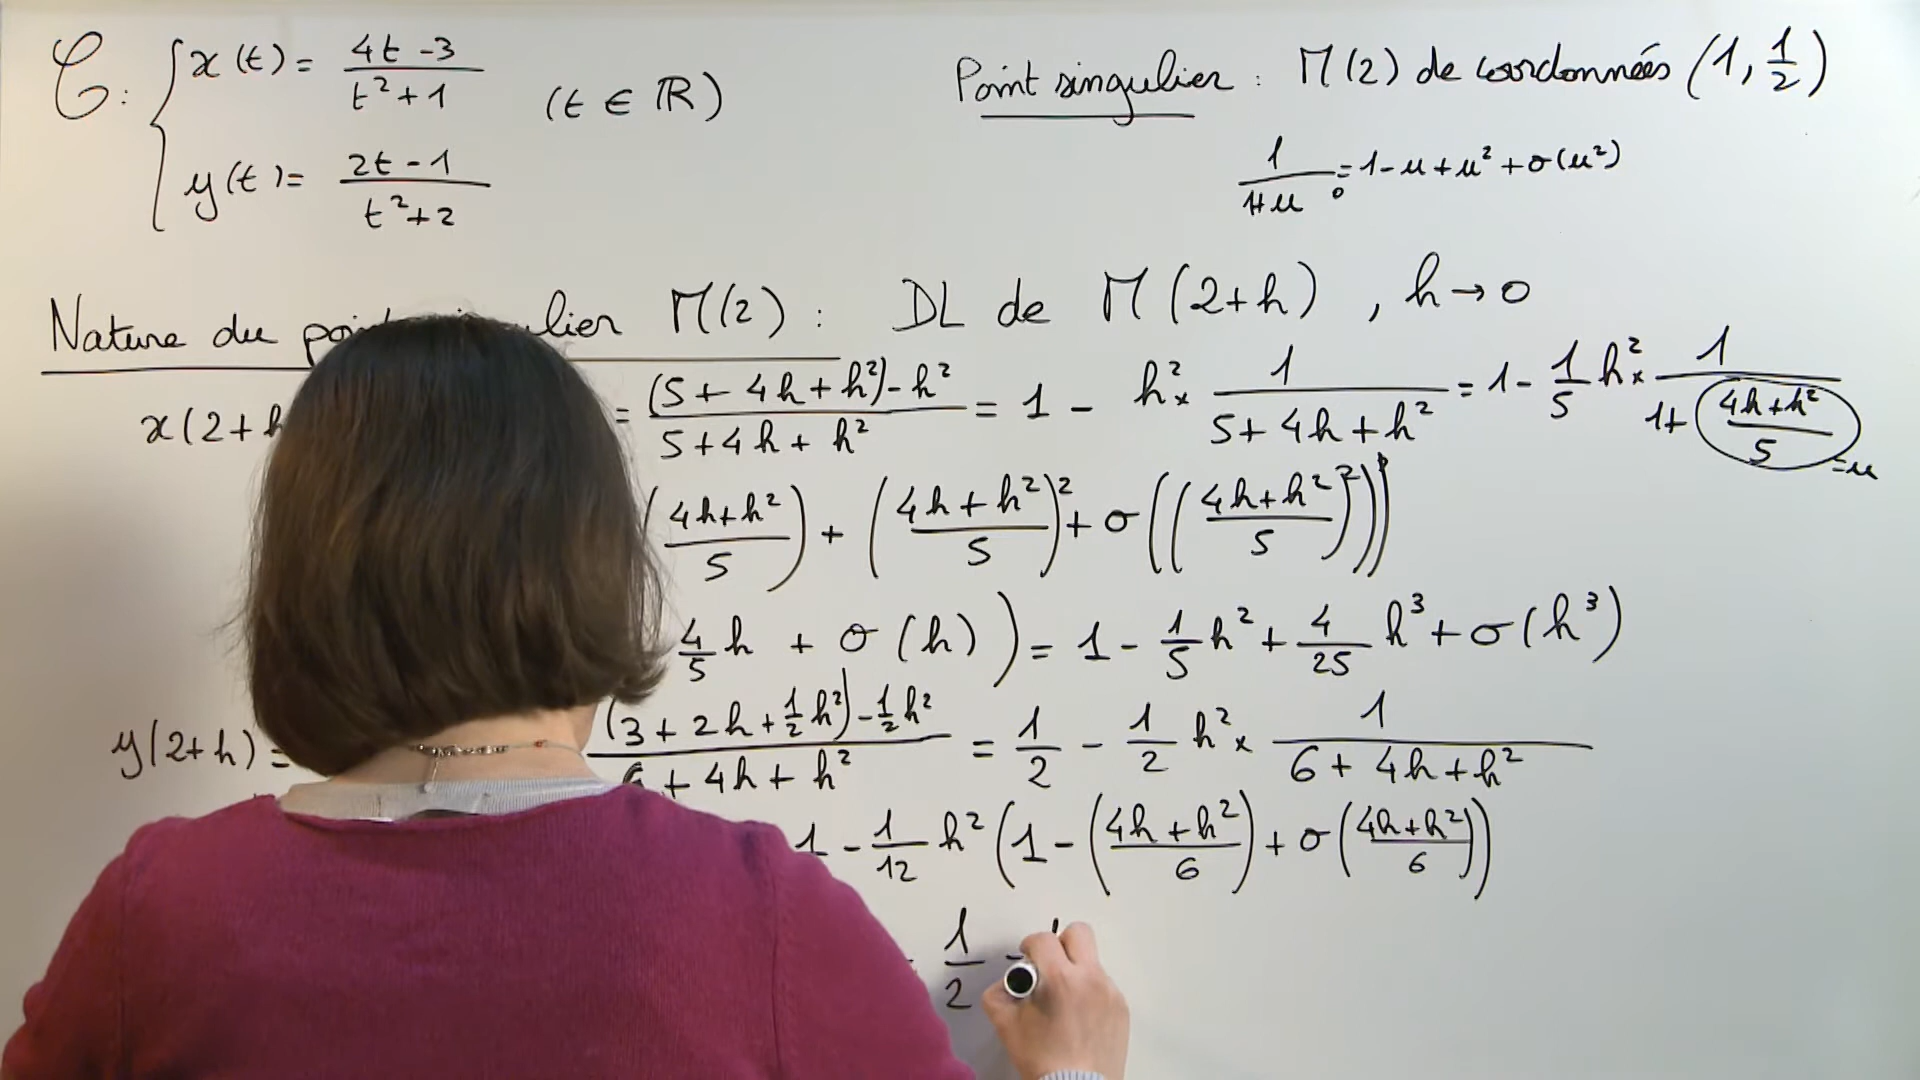 C : { x(t) = (4t - 3)/(t² + 1) (t ∈ ℝ)
y(t) = (2t - 1)/(t² + 2)
Point singulier : M(2) de coordonnées (1, 1/2)
1/(1+u) =₀ 1 - u + u² + o(u²)
Nature du point singulier M(2) : DL de M(2+h) , h → 0
x(2+h = ((5 + 4h + h²) - h²)/(5 + 4h + h²) = 1 - h² × 1/(5 + 4h + h²) = 1 - 1/5 h² × 1/(1 + (4h+h²)/5) = u
((4h+h²)/5) + ((4h+h²)/5)² + o(((4h+h²)/5)²))
4/5 h + o(h)) = 1 - 1/5 h² + 4/25 h³ + o(h³)
y(2+h) = ((3 + 2h + 1/2 h²) - 1/2 h²)/(6 + 4h + h²) = 1/2 - 1/2 h² × 1/(6 + 4h + h²)
1 - 1/12 h² (1 - ((4h+h²)/6) + o((4h+h²)/6))
1/2 -